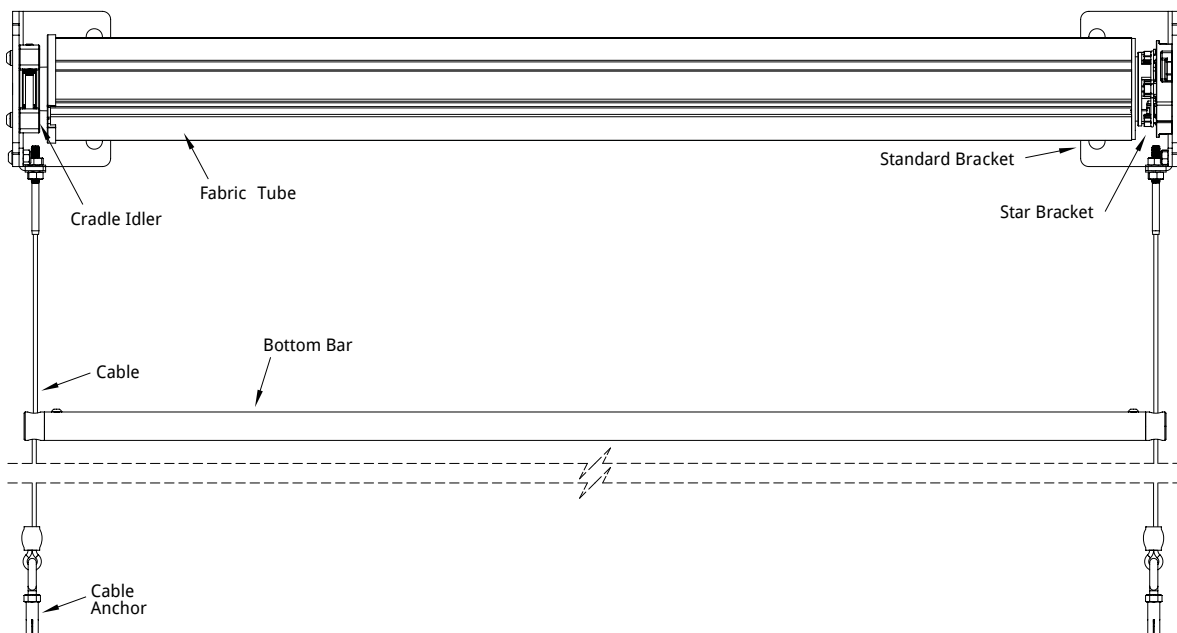 Standard Bracket
Fabric Tube
Star Bracket
Cradle Idler
Bottom Bar
Cable
Cable
Anchor